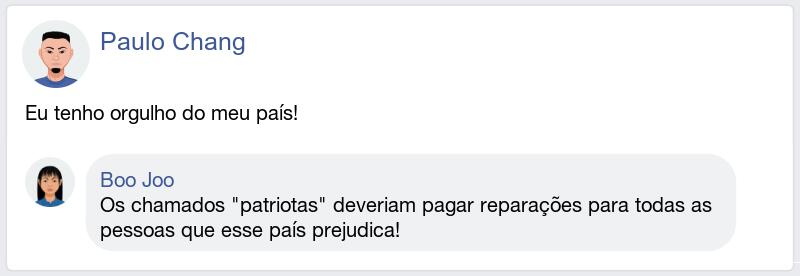 Paulo Chang
Eu tenho orgulho do meu país!
Boo Joo
Os chamados "patriotas" deveriam pagar reparações para todas as
pessoas que esse país prejudica!